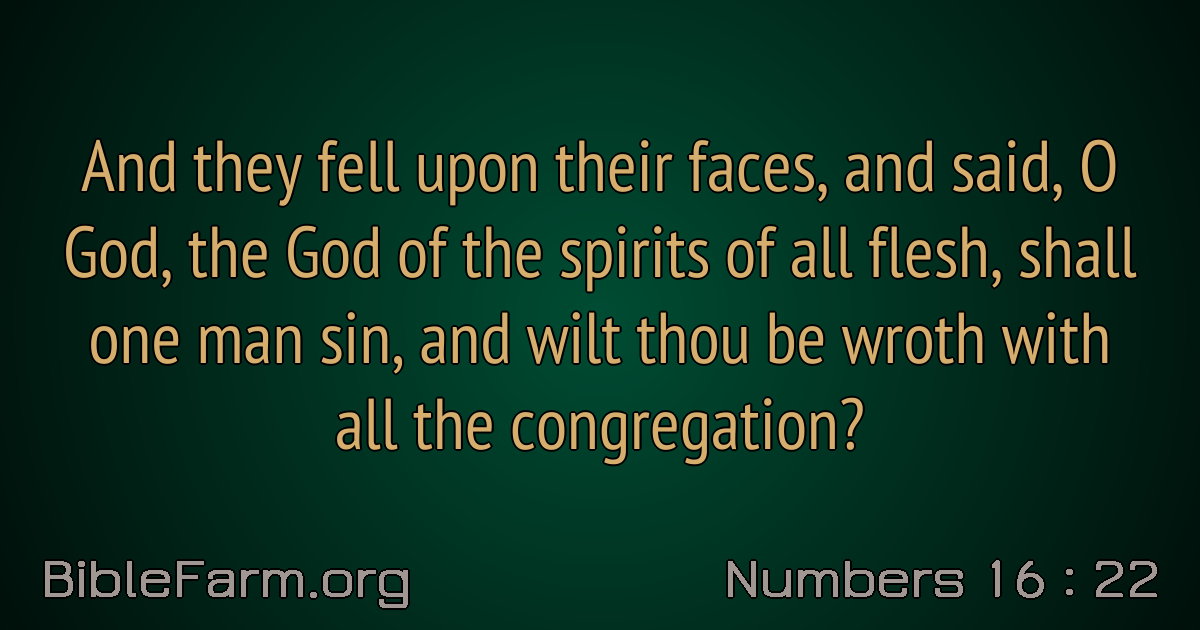 And they fell upon their faces, and said, O
God, the God of the spirits of all flesh, shall
one man sin, and wilt thou be wroth with
all the congregation?
BibleFarm.org
Numbers 16 : 22